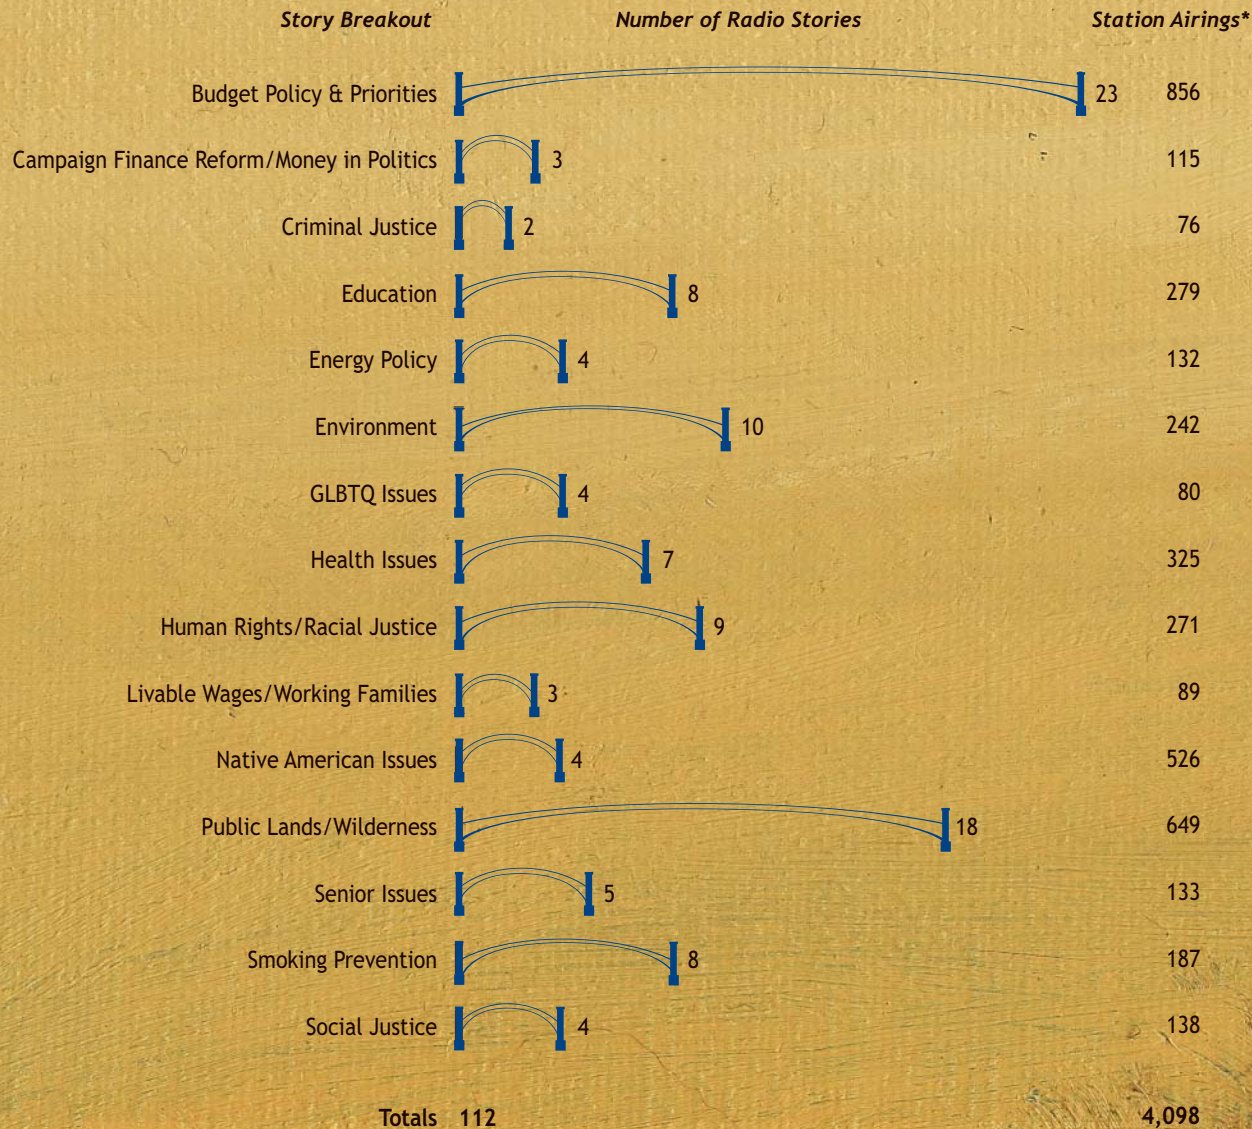 Story Breakout Number of Radio Stories Station Airings*
Budget Policy & Priorities 23 856
Campaign Finance Reform/Money in Politics 3 115
Criminal Justice 2 76
Education 8 279
Energy Policy 4 132
Environment 10 242
GLBTQ Issues 4 80
Health Issues 7 325
Human Rights/Racial Justice 9 271
Livable Wages/Working Families 3 89
Native American Issues 4 526
Public Lands/Wilderness 18 649
Senior Issues 5 133
Smoking Prevention 8 187
Social Justice 4 138
Totals 112 4,098